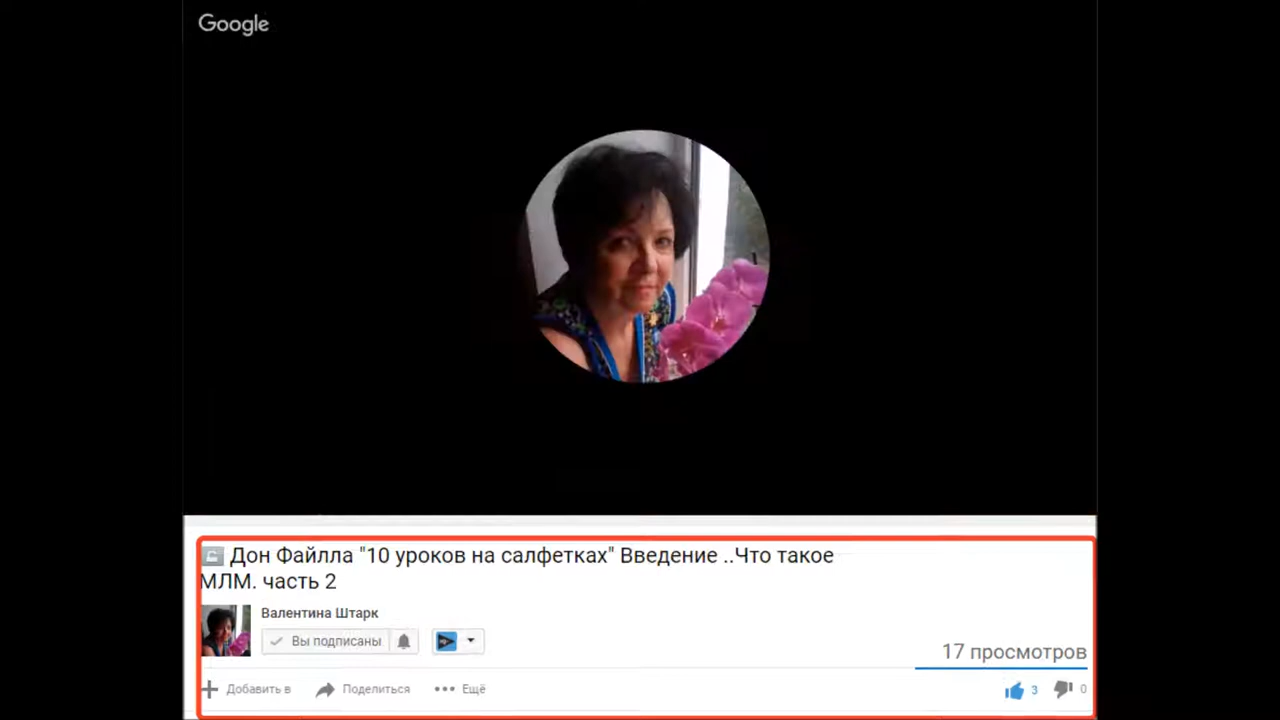 Google
Дон Файлла "10 уроков на салфетках" Введение ..Что такое
МЛМ. часть 2
Валентина Штарк
Вы подписаны
17 просмотров
Добавить в Поделиться Ещё 3 0